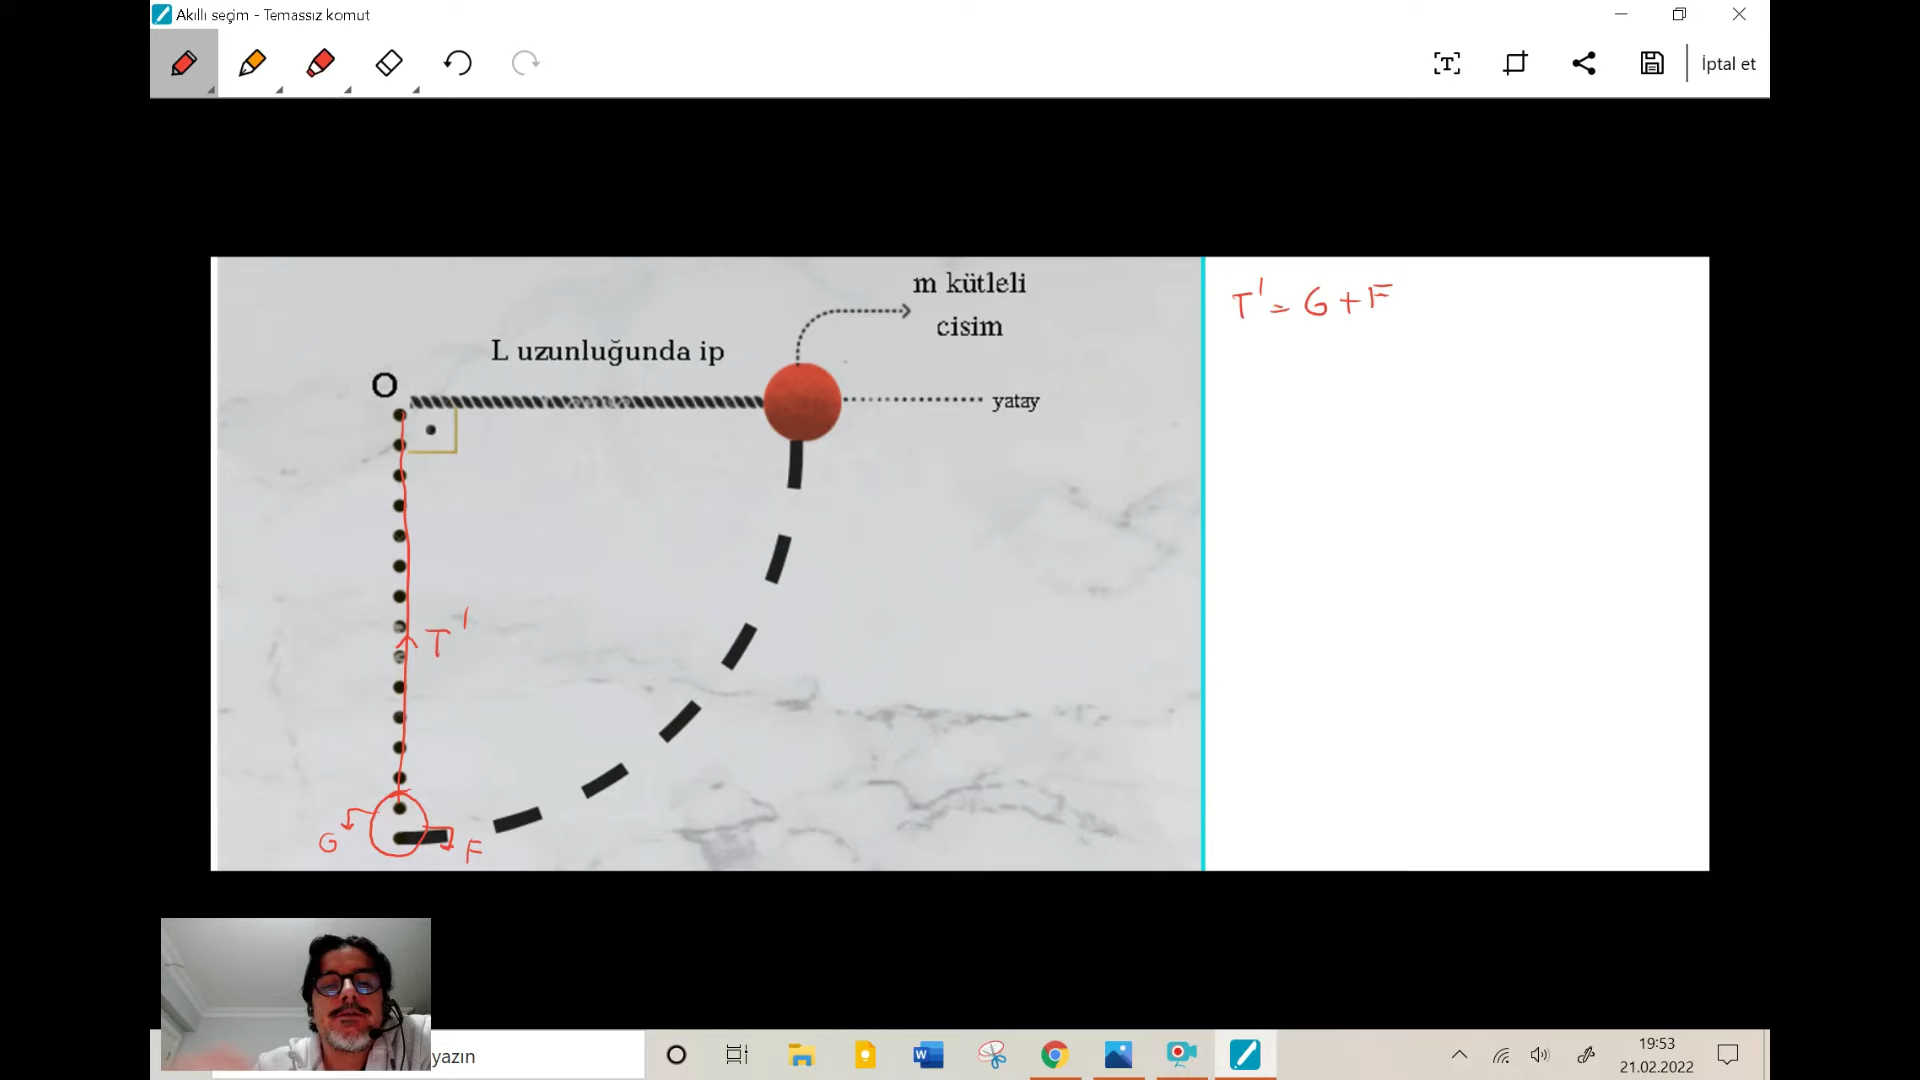 Akıllı seçim - Temassız komut
İptal et
m kütleli
cisim
T' = G + F
L uzunluğunda ip
O
yatay
T'
G
F
yazın
19:53
21.02.2022